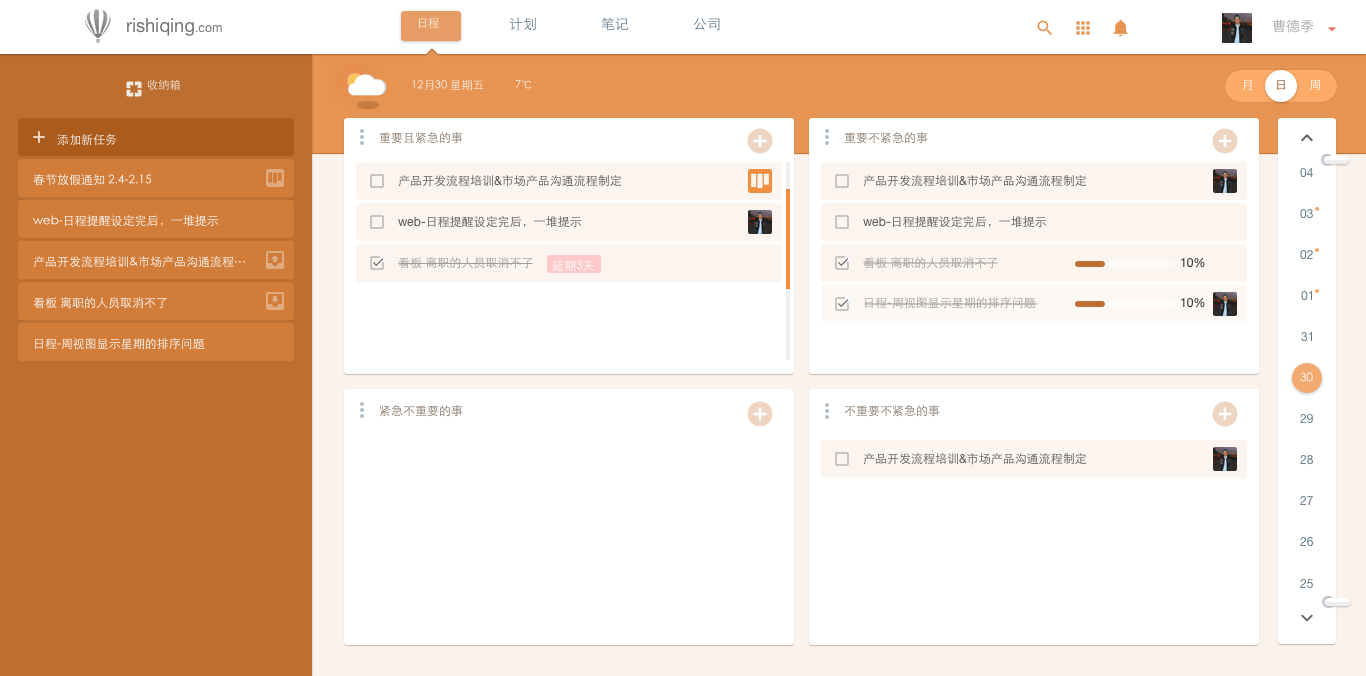 rishiqing.com
日程
计划
笔记
公司
曹德季
收纳箱
添加新任务
春节放假通知 2.4-2.15
web-日程提醒设定完后，一堆提示
产品开发流程培训&市场产品沟通流程…
看板 离职的人员取消不了
日程-周视图显示星期的排序问题
12月30 星期五
7℃
月
日
周
重要且紧急的事
产品开发流程培训&市场产品沟通流程制定
web-日程提醒设定完后，一堆提示
看板 离职的人员取消不了
延期3天
重要不紧急的事
产品开发流程培训&市场产品沟通流程制定
web-日程提醒设定完后，一堆提示
看板 离职的人员取消不了
10%
日程-周视图显示星期的排序问题
10%
紧急不重要的事
不重要不紧急的事
产品开发流程培训&市场产品沟通流程制定
04
03
02
01
31
30
29
28
27
26
25